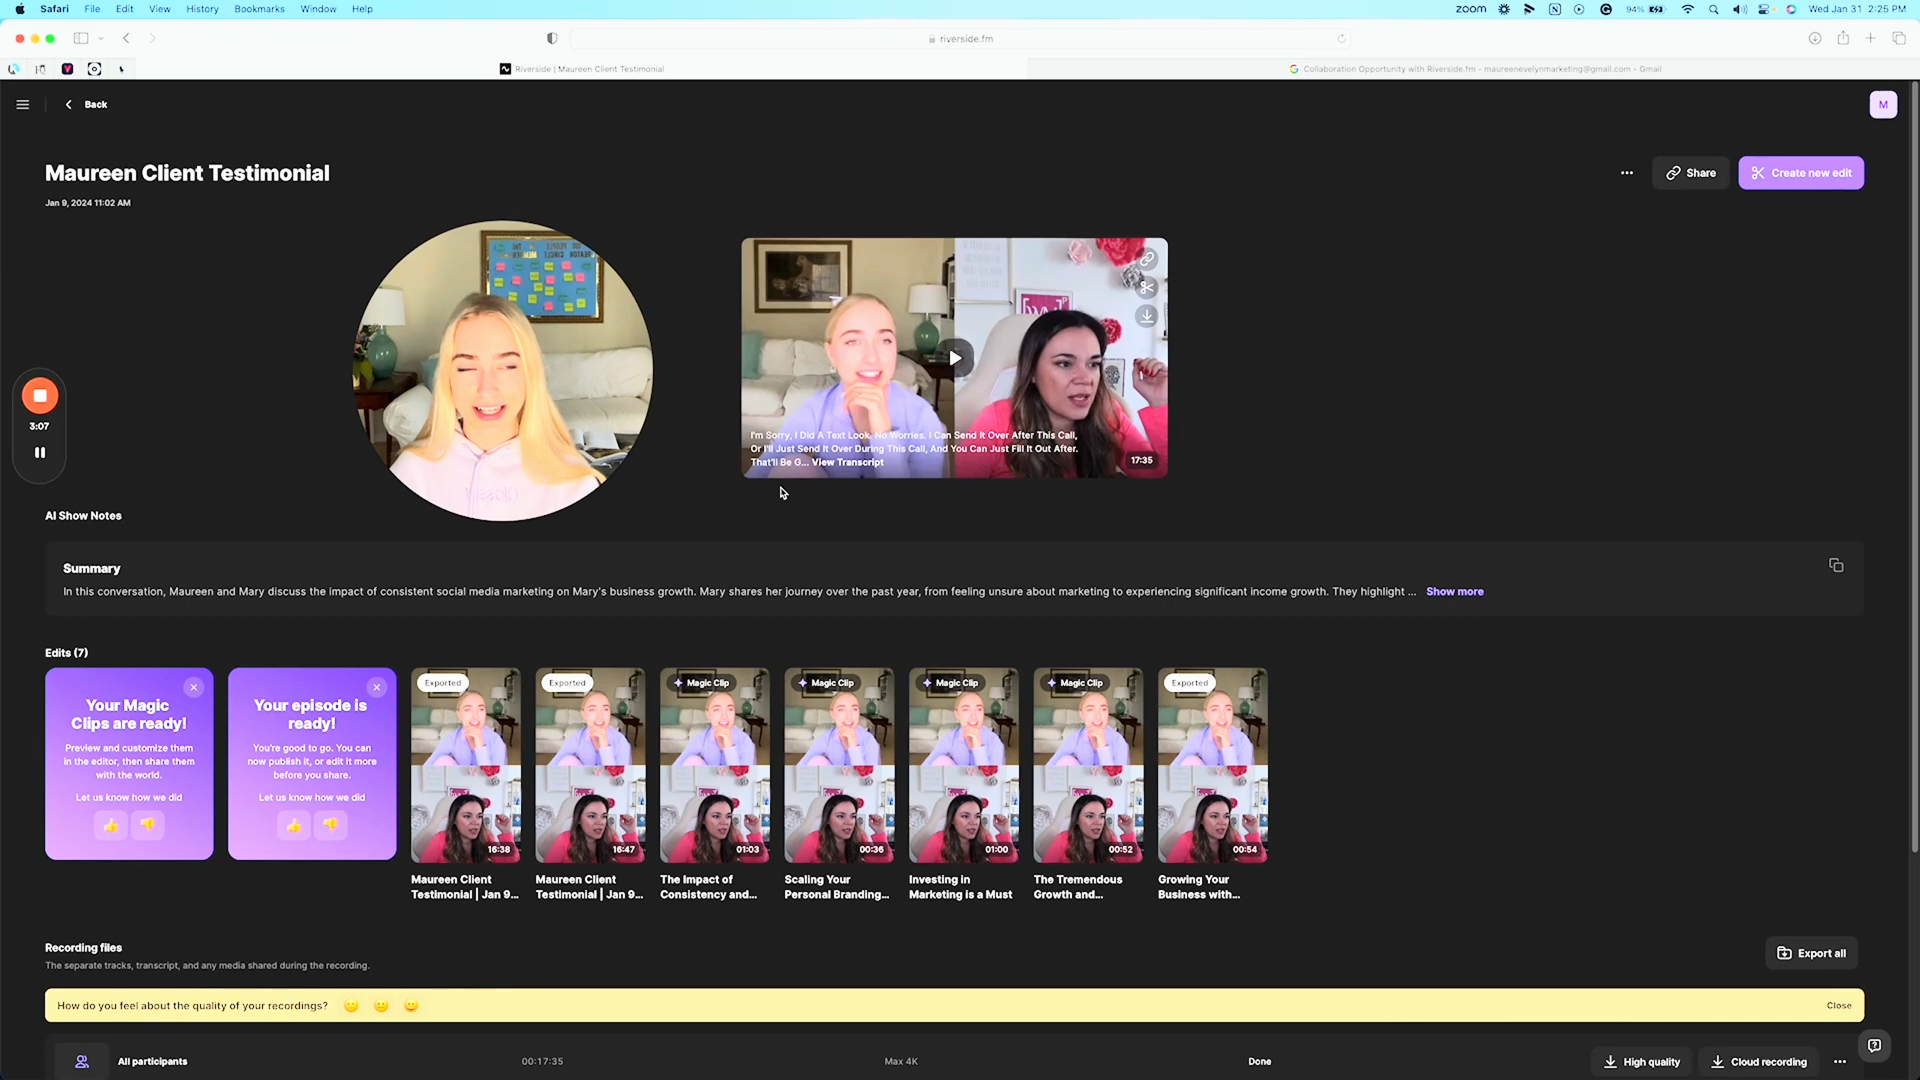 Safari File Edit View History Bookmarks Window Help
zoom 94% Wed Jan 31 2:25 PM
riverside.fm
Riverside | Maureen Client Testimonial
Collaboration Opportunity with Riverside.fm - maureenevelynmarketing@gmail.com - Gmail
Back
M
Maureen Client Testimonial
Share
Create new edit
Jan 9, 2024 11:02 AM
3:07
I'm Sorry, I Did A Text Look. No Worries. I Can Send It Over After This Call,
Or I'll Just Send It Over During This Call, And You Can Just Fill It Out After.
That'll Be G... View Transcript
17:35
AI Show Notes
Summary
In this conversation, Maureen and Mary discuss the impact of consistent social media marketing on Mary's business growth. Mary shares her journey over the past year, from feeling unsure about marketing to experiencing significant income growth. They highlight ... Show more
Edits (7)
Your Magic
Clips are ready!
Preview and customize them
in the editor, then share them
with the world.
Let us know how we did
Your episode is
ready!
You're good to go. You can
now publish it, or edit it more
before you share.
Let us know how we did
Exported
16:38
Maureen Client
Testimonial | Jan 9...
Exported
16:47
Maureen Client
Testimonial | Jan 9...
Magic Clip
01:03
The Impact of
Consistency and...
Magic Clip
00:36
Scaling Your
Personal Branding...
Magic Clip
01:00
Investing in
Marketing is a Must
Magic Clip
00:52
The Tremendous
Growth and...
Exported
00:54
Growing Your
Business with...
Recording files
The separate tracks, transcript, and any media shared during the recording.
Export all
How do you feel about the quality of your recordings?
Close
All participants
00:17:35
Max 4K
Done
High quality
Cloud recording